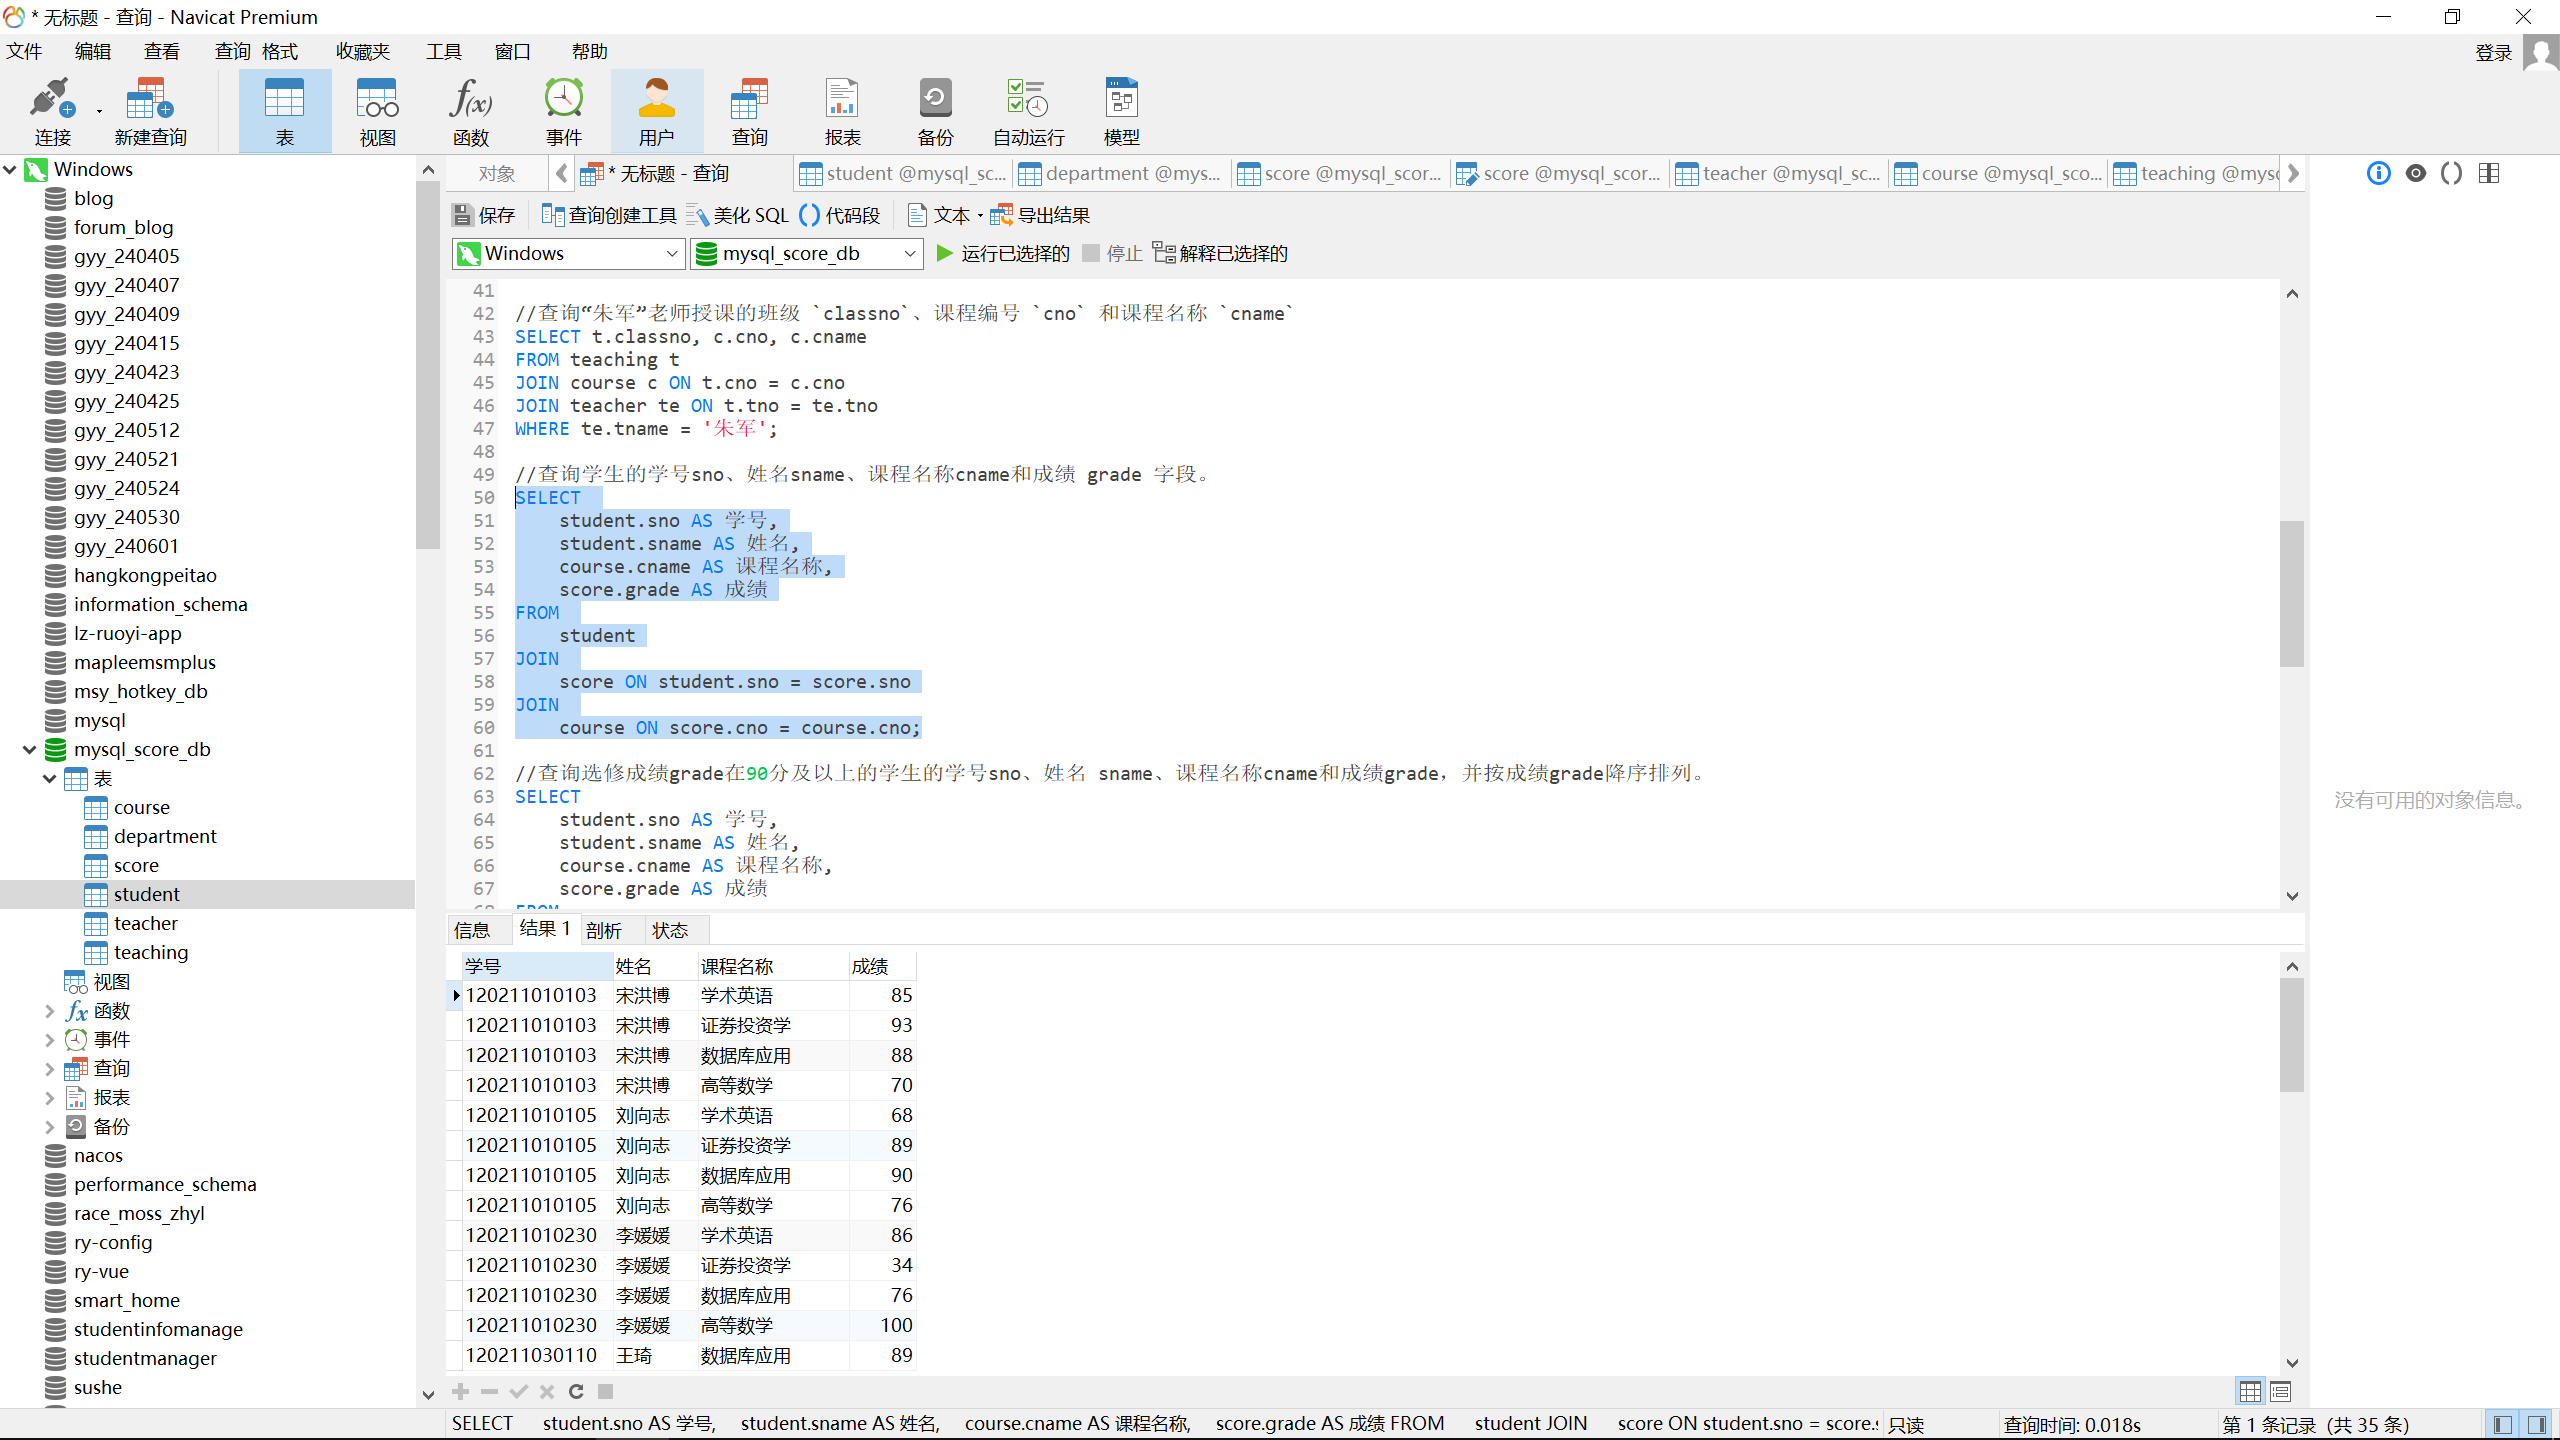 * 无标题 - 查询 - Navicat Premium
文件 编辑 查看 查询 格式 收藏夹 工具 窗口 帮助 登录
连接 新建查询 表 视图 函数 事件 用户 查询 报表 备份 自动运行 模型
Windows
blog
forum_blog
gyy_240405
gyy_240407
gyy_240409
gyy_240415
gyy_240423
gyy_240425
gyy_240512
gyy_240521
gyy_240524
gyy_240530
gyy_240601
hangkongpeitao
information_schema
lz-ruoyi-app
mapleemsmplus
msy_hotkey_db
mysql
mysql_score_db
表
course
department
score
student
teacher
teaching
视图
函数
事件
查询
报表
备份
nacos
performance_schema
race_moss_zhyl
ry-config
ry-vue
smart_home
studentinfomanage
studentmanager
sushe
对象 * 无标题 - 查询 student @mysql_sc... department @mys... score @mysql_scor... score @mysql_scor... teacher @mysql_sc... course @mysql_sco... teaching @mysc
保存 查询创建工具 美化 SQL 代码段 文本 导出结果
Windows mysql_score_db 运行已选择的 停止 解释已选择的
41
42 //查询“朱军”老师授课的班级 `classno`、课程编号 `cno` 和课程名称 `cname`
43 SELECT t.classno, c.cno, c.cname
44 FROM teaching t
45 JOIN course c ON t.cno = c.cno
46 JOIN teacher te ON t.tno = te.tno
47 WHERE te.tname = '朱军';
48
49 //查询学生的学号sno、姓名sname、课程名称cname和成绩 grade 字段。
50 SELECT
51 student.sno AS 学号,
52 student.sname AS 姓名,
53 course.cname AS 课程名称,
54 score.grade AS 成绩
55 FROM
56 student
57 JOIN
58 score ON student.sno = score.sno
59 JOIN
60 course ON score.cno = course.cno;
61
62 //查询选修成绩grade在90分及以上的学生的学号sno、姓名 sname、课程名称cname和成绩grade，并按成绩grade降序排列。
63 SELECT
64 student.sno AS 学号,
65 student.sname AS 姓名,
66 course.cname AS 课程名称,
67 score.grade AS 成绩
68 FROM
没有可用的对象信息。
信息 结果 1 剖析 状态
学号 姓名 课程名称 成绩
120211010103 宋洪博 学术英语 85
120211010103 宋洪博 证券投资学 93
120211010103 宋洪博 数据库应用 88
120211010103 宋洪博 高等数学 70
120211010105 刘向志 学术英语 68
120211010105 刘向志 证券投资学 89
120211010105 刘向志 数据库应用 90
120211010105 刘向志 高等数学 76
120211010230 李媛媛 学术英语 86
120211010230 李媛媛 证券投资学 34
120211010230 李媛媛 数据库应用 76
120211010230 李媛媛 高等数学 100
120211030110 王琦 数据库应用 89
SELECT student.sno AS 学号, student.sname AS 姓名, course.cname AS 课程名称, score.grade AS 成绩 FROM student JOIN score ON student.sno = score.s 只读 查询时间: 0.018s 第 1 条记录 (共 35 条)